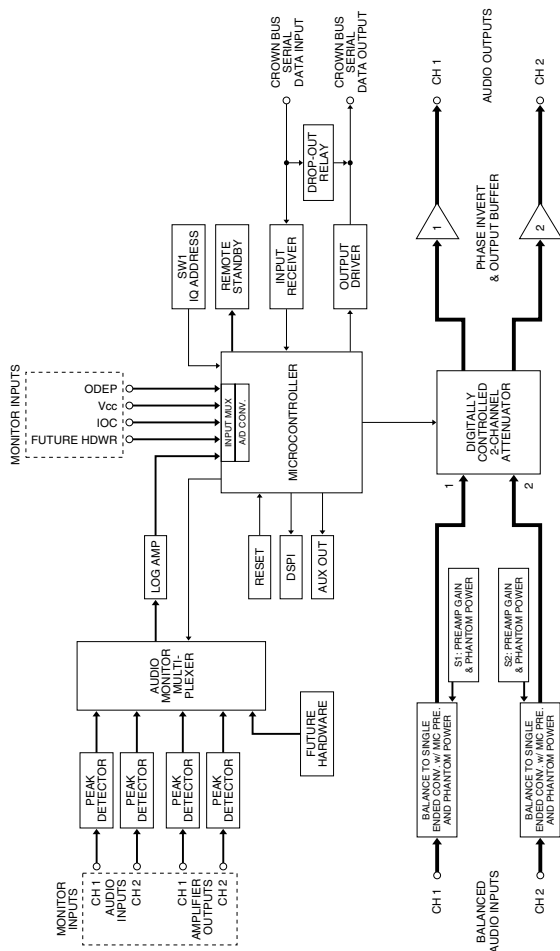 CROWN BUS
SERIAL
DATA INPUT
CROWN BUS
SERIAL
DATA OUTPUT
DROP-OUT
RELAY
SW1
IQ ADDRESS
REMOTE
STANDBY
INPUT
RECEIVER
OUTPUT
DRIVER
MONITOR INPUTS
ODEP
Vcc
IOC
FUTURE HDWR
INPUT MUX
A/D CONV.
MICROCONTROLLER
LOG AMP
RESET
DSPI
AUX OUT
AUDIO
MONITOR
MULTI-
PLEXER
FUTURE
HARDWARE
PEAK
DETECTOR
PEAK
DETECTOR
PEAK
DETECTOR
PEAK
DETECTOR
MONITOR
INPUTS
CH 1
AUDIO
INPUTS
CH 2
CH 1
AMPLIFIER
OUTPUTS
CH 2
AUDIO OUTPUTS
CH 1
CH 2
PHASE INVERT
& OUTPUT BUFFER
1
2
DIGITALLY
CONTROLLED
2-CHANNEL
ATTENUATOR
1
2
S1: PREAMP GAIN
& PHANTOM POWER
S2: PREAMP GAIN
& PHANTOM POWER
BALANCE TO SINGLE
ENDED CONV. w/ MIC PRE.
AND PHANTOM POWER
BALANCE TO SINGLE
ENDED CONV. w/ MIC PRE.
AND PHANTOM POWER
CH 1
BALANCED
AUDIO INPUTS
CH 2